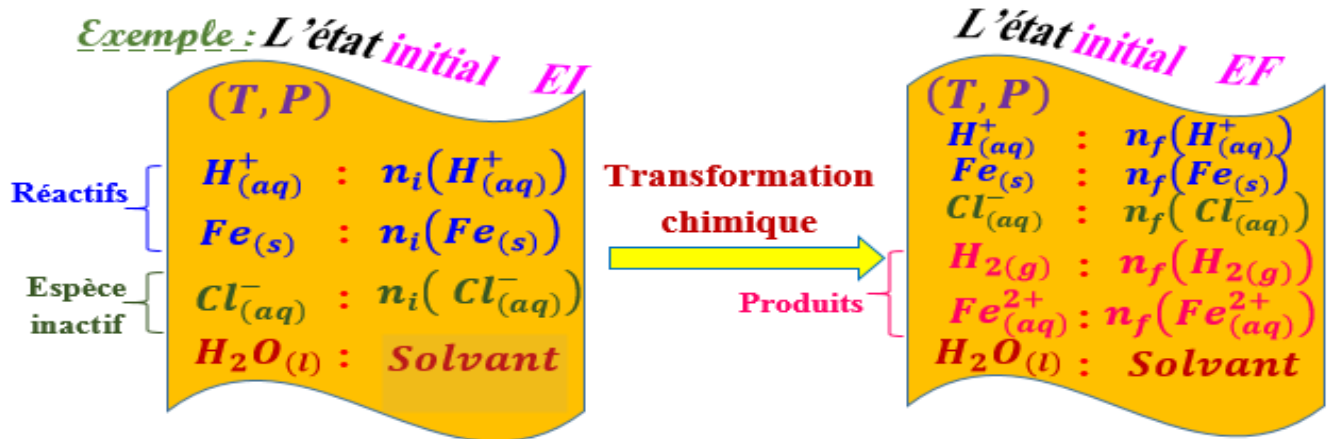 Exemple : L'état initial EI
(T, P)
Réactifs
H⁺(aq) : nᵢ(H⁺(aq))
Fe(s) : nᵢ(Fe(s))
Espèce
inactif
Cl⁻(aq) : nᵢ( Cl⁻(aq))
H₂O(l) : Solvant
Transformation
chimique
L'état initial EF
(T, P)
H⁺(aq) : n_f(H⁺(aq))
Fe(s) : n_f(Fe(s))
Cl⁻(aq) : n_f( Cl⁻(aq))
Produits
H₂(g) : n_f(H₂(g))
Fe²⁺(aq) : n_f(Fe²⁺(aq))
H₂O(l) : Solvant